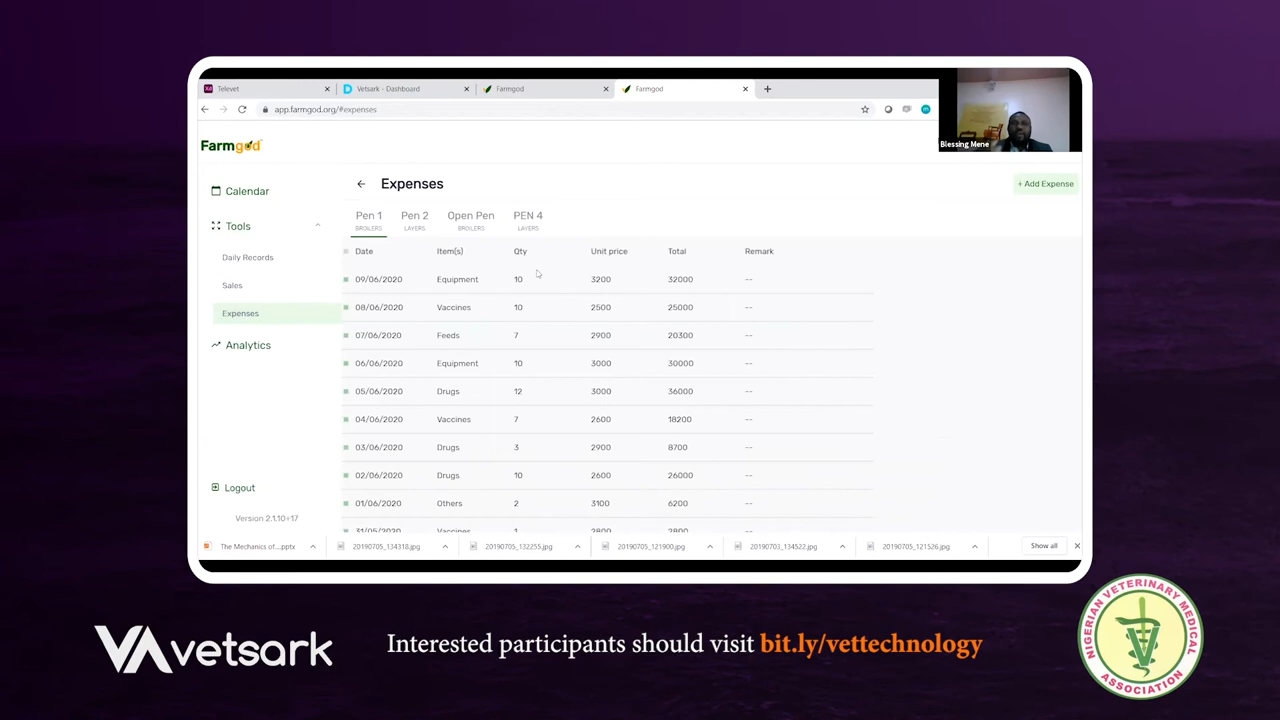 Televet
Vetsark - Dashboard
Farmgod
Farmgod
app.farmgod.org/#expenses
Blessing Mene
Farmgod
Calendar
Tools
Daily Records
Sales
Expenses
Analytics
Logout
Version 2.1.10+17
Expenses
+ Add Expense
Pen 1 Pen 2 Open Pen PEN 4
BROILERS LAYERS BROILERS LAYERS
Date Item(s) Qty Unit price Total Remark
09/06/2020 Equipment 10 3200 32000 --
08/06/2020 Vaccines 10 2500 25000 --
07/06/2020 Feeds 7 2900 20300 --
06/06/2020 Equipment 10 3000 30000 --
05/06/2020 Drugs 12 3000 36000 --
04/06/2020 Vaccines 7 2600 18200 --
03/06/2020 Drugs 3 2900 8700 --
02/06/2020 Drugs 10 2600 26000 --
01/06/2020 Others 2 3100 6200 --
31/05/2020 Vaccines 1 2800 2800 --
The Mechanics of....pptx
20190705_134318.jpg
20190705_132255.jpg
20190705_121900.jpg
20190703_134522.jpg
20190705_121526.jpg
Show all
vetsark
Interested participants should visit bit.ly/vettechnology
NIGERIAN VETERINARY MEDICAL
ASSOCIATION